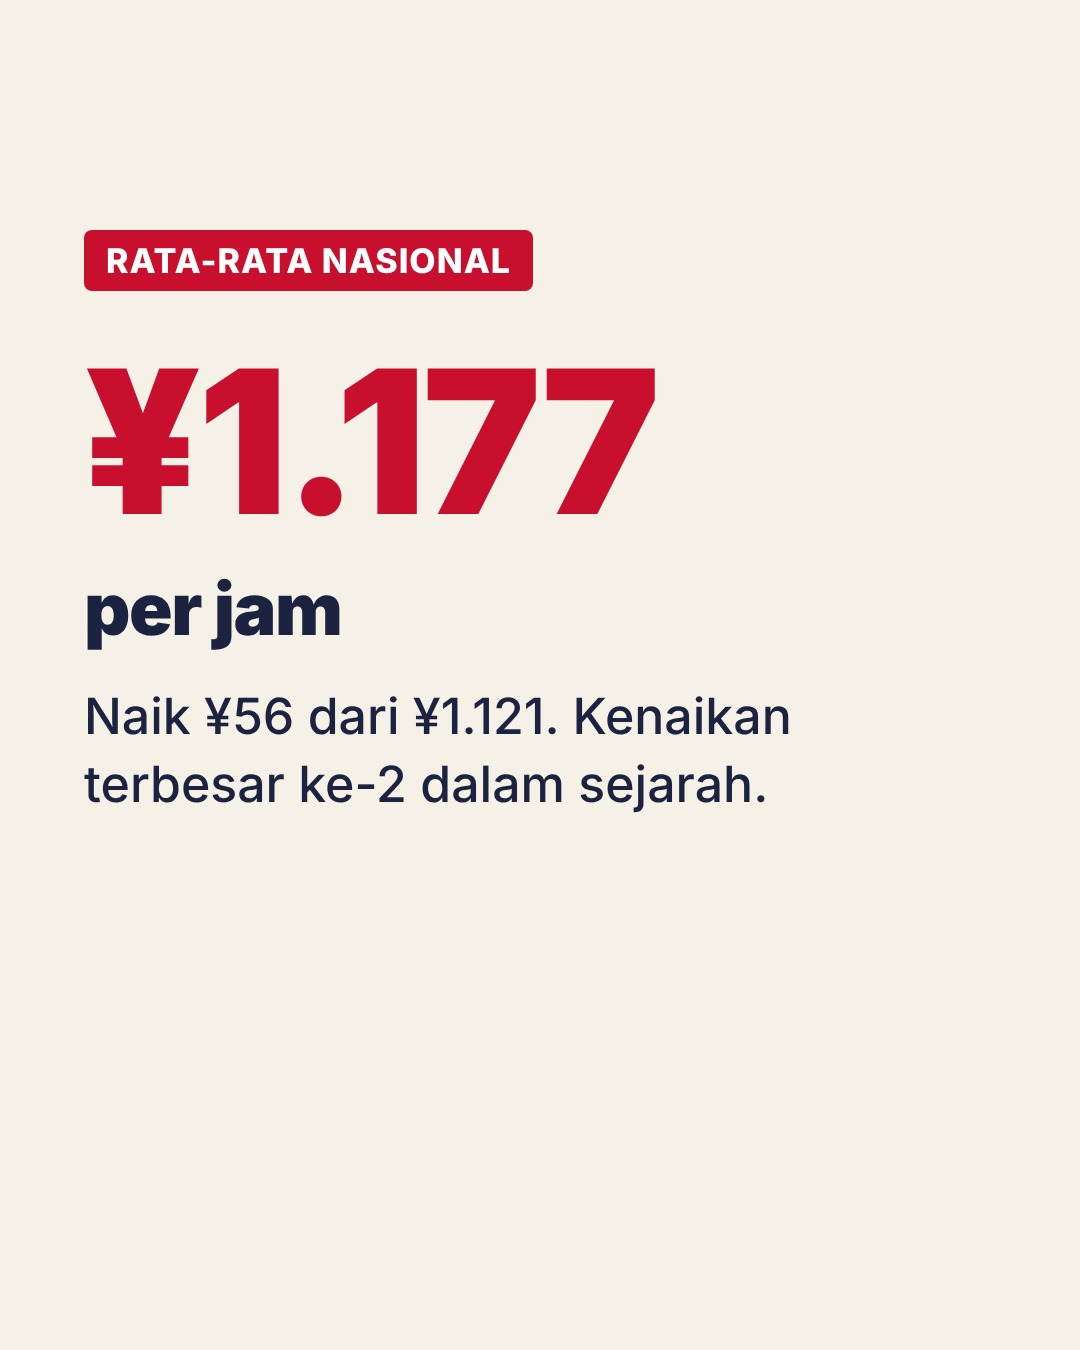 RATA-RATA NASIONAL
¥1.177
per jam
Naik ¥56 dari ¥1.121. Kenaikan
terbesar ke-2 dalam sejarah.